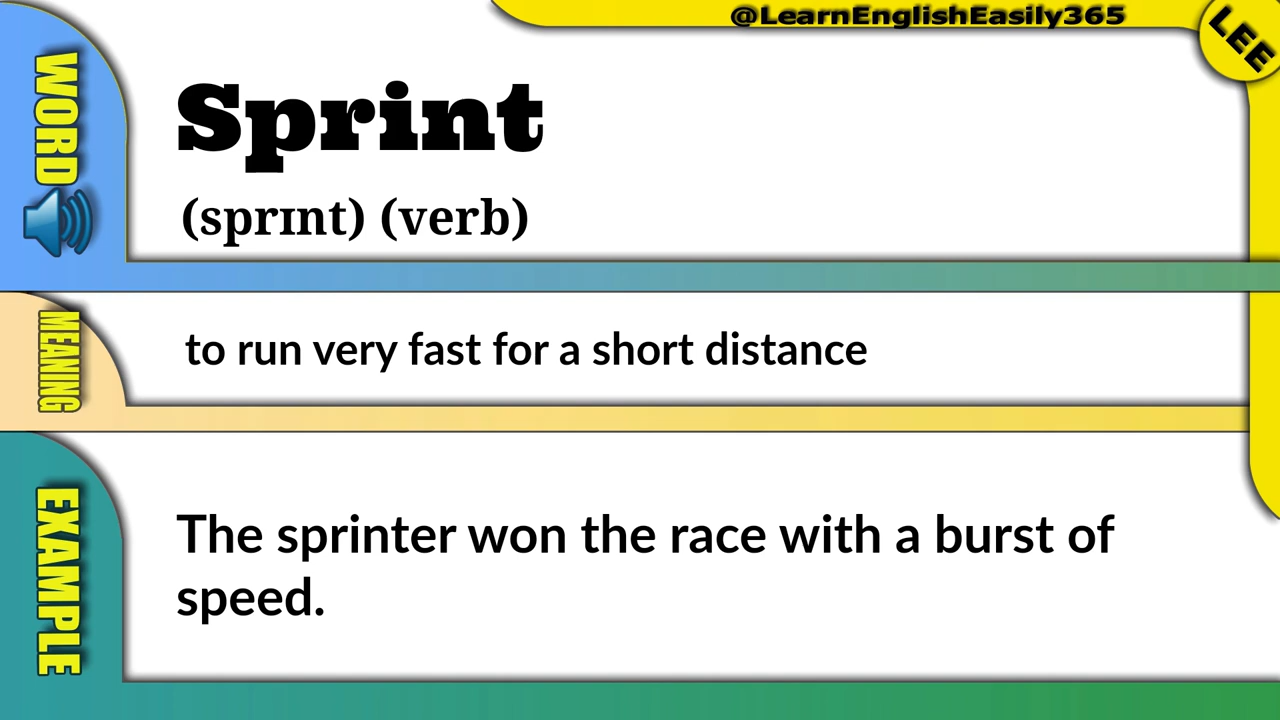 @LearnEnglishEasily365
LEE
WORD
Sprint
(sprɪnt) (verb)
MEANING
to run very fast for a short distance
EXAMPLE
The sprinter won the race with a burst of
speed.